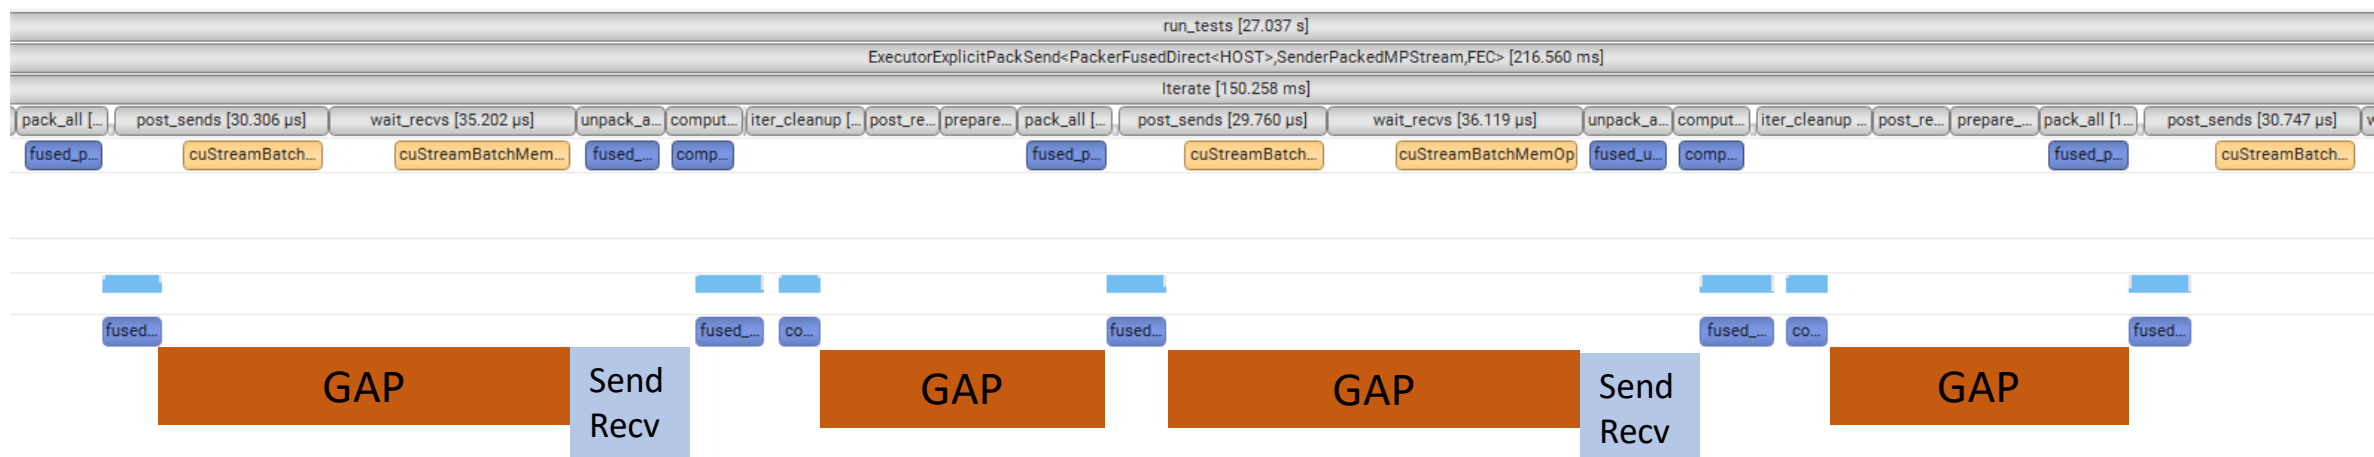 run_tests [27.037 s]
ExecutorExplicitPackSend<PackerFusedDirect<HOST>,SenderPackedMPStream,FEC> [216.560 ms]
Iterate [150.258 ms]
pack_all [... post_sends [30.306 µs] wait_recvs [35.202 µs] unpack_a... comput... iter_cleanup [... post_re... prepare... pack_all [... post_sends [29.760 µs] wait_recvs [36.119 µs] unpack_a... comput... iter_cleanup ... post_re... prepare_... pack_all [1... post_sends [30.747 µs] w
fused_p... cuStreamBatch... cuStreamBatchMem... fused_... comp... fused_p... cuStreamBatch... cuStreamBatchMemOp fused_u... comp... fused_p... cuStreamBatch...
fused... fused_... co... fused... fused_... co... fused...
GAP
Send
Recv
GAP
GAP
Send
Recv
GAP